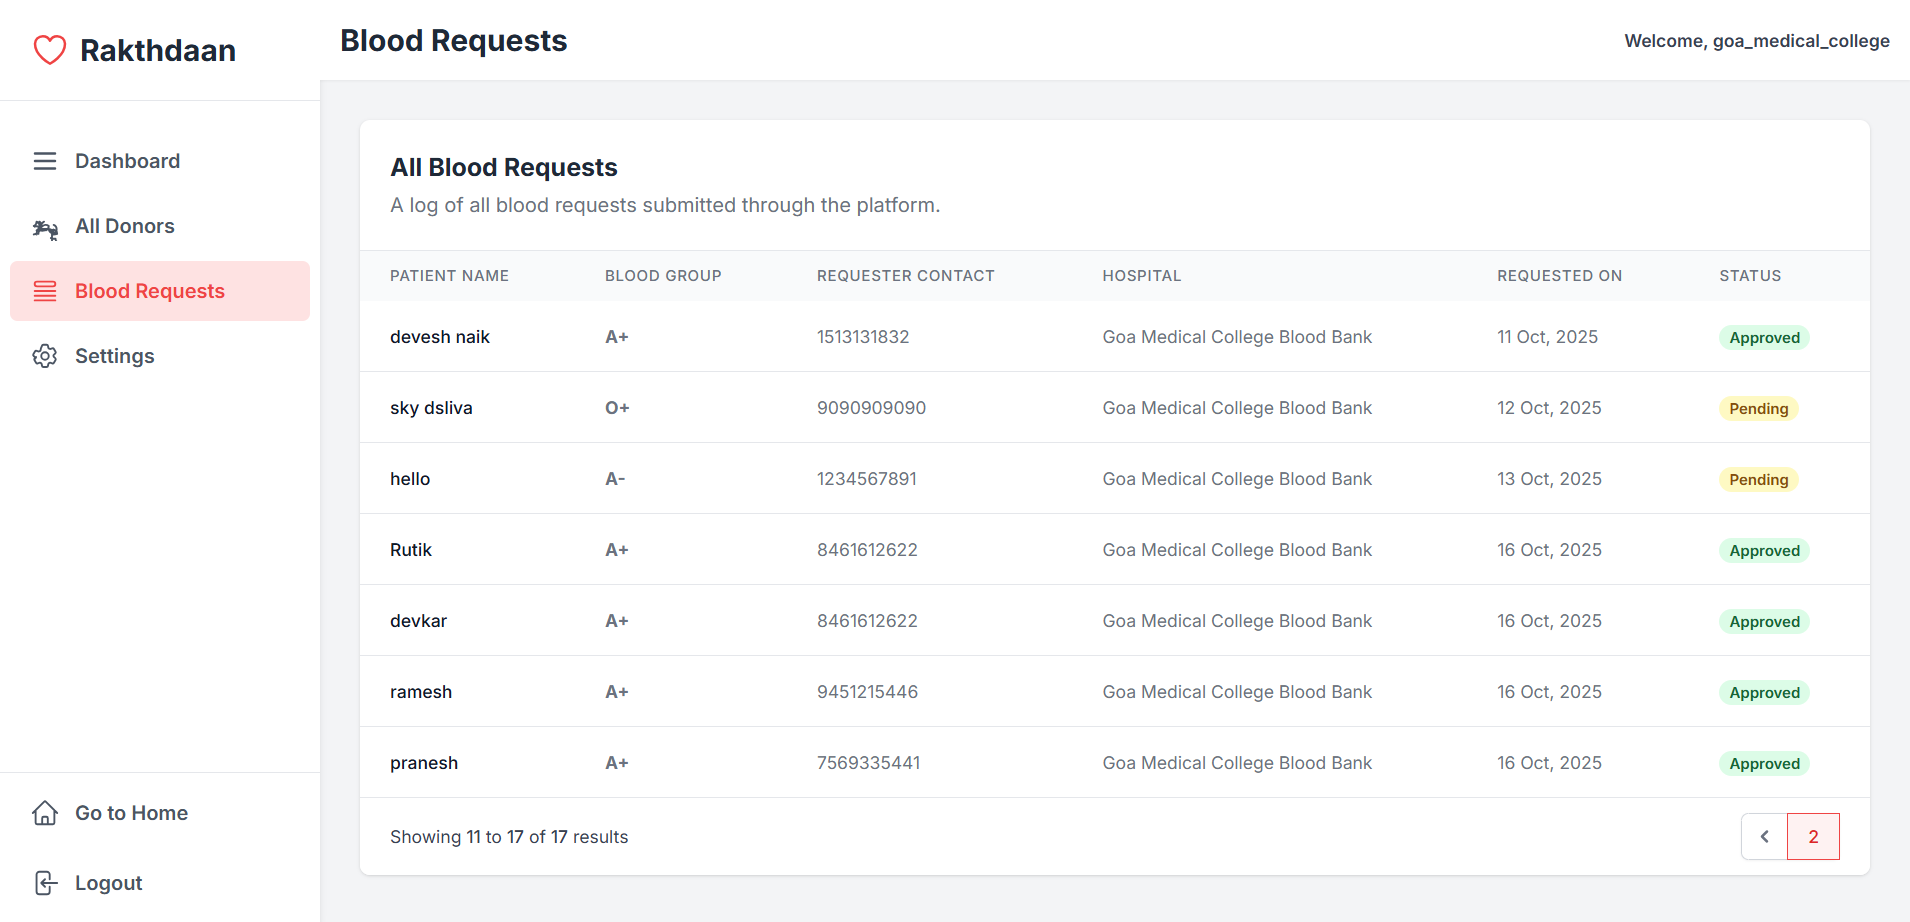 Rakthdaan
Blood Requests
Welcome, goa_medical_college
Dashboard
All Donors
Blood Requests
Settings
Go to Home
Logout
All Blood Requests
A log of all blood requests submitted through the platform.
PATIENT NAME BLOOD GROUP REQUESTER CONTACT HOSPITAL REQUESTED ON STATUS
devesh naik A+ 1513131832 Goa Medical College Blood Bank 11 Oct, 2025 Approved
sky dsliva O+ 9090909090 Goa Medical College Blood Bank 12 Oct, 2025 Pending
hello A- 1234567891 Goa Medical College Blood Bank 13 Oct, 2025 Pending
Rutik A+ 8461612622 Goa Medical College Blood Bank 16 Oct, 2025 Approved
devkar A+ 8461612622 Goa Medical College Blood Bank 16 Oct, 2025 Approved
ramesh A+ 9451215446 Goa Medical College Blood Bank 16 Oct, 2025 Approved
pranesh A+ 7569335441 Goa Medical College Blood Bank 16 Oct, 2025 Approved
Showing 11 to 17 of 17 results 2